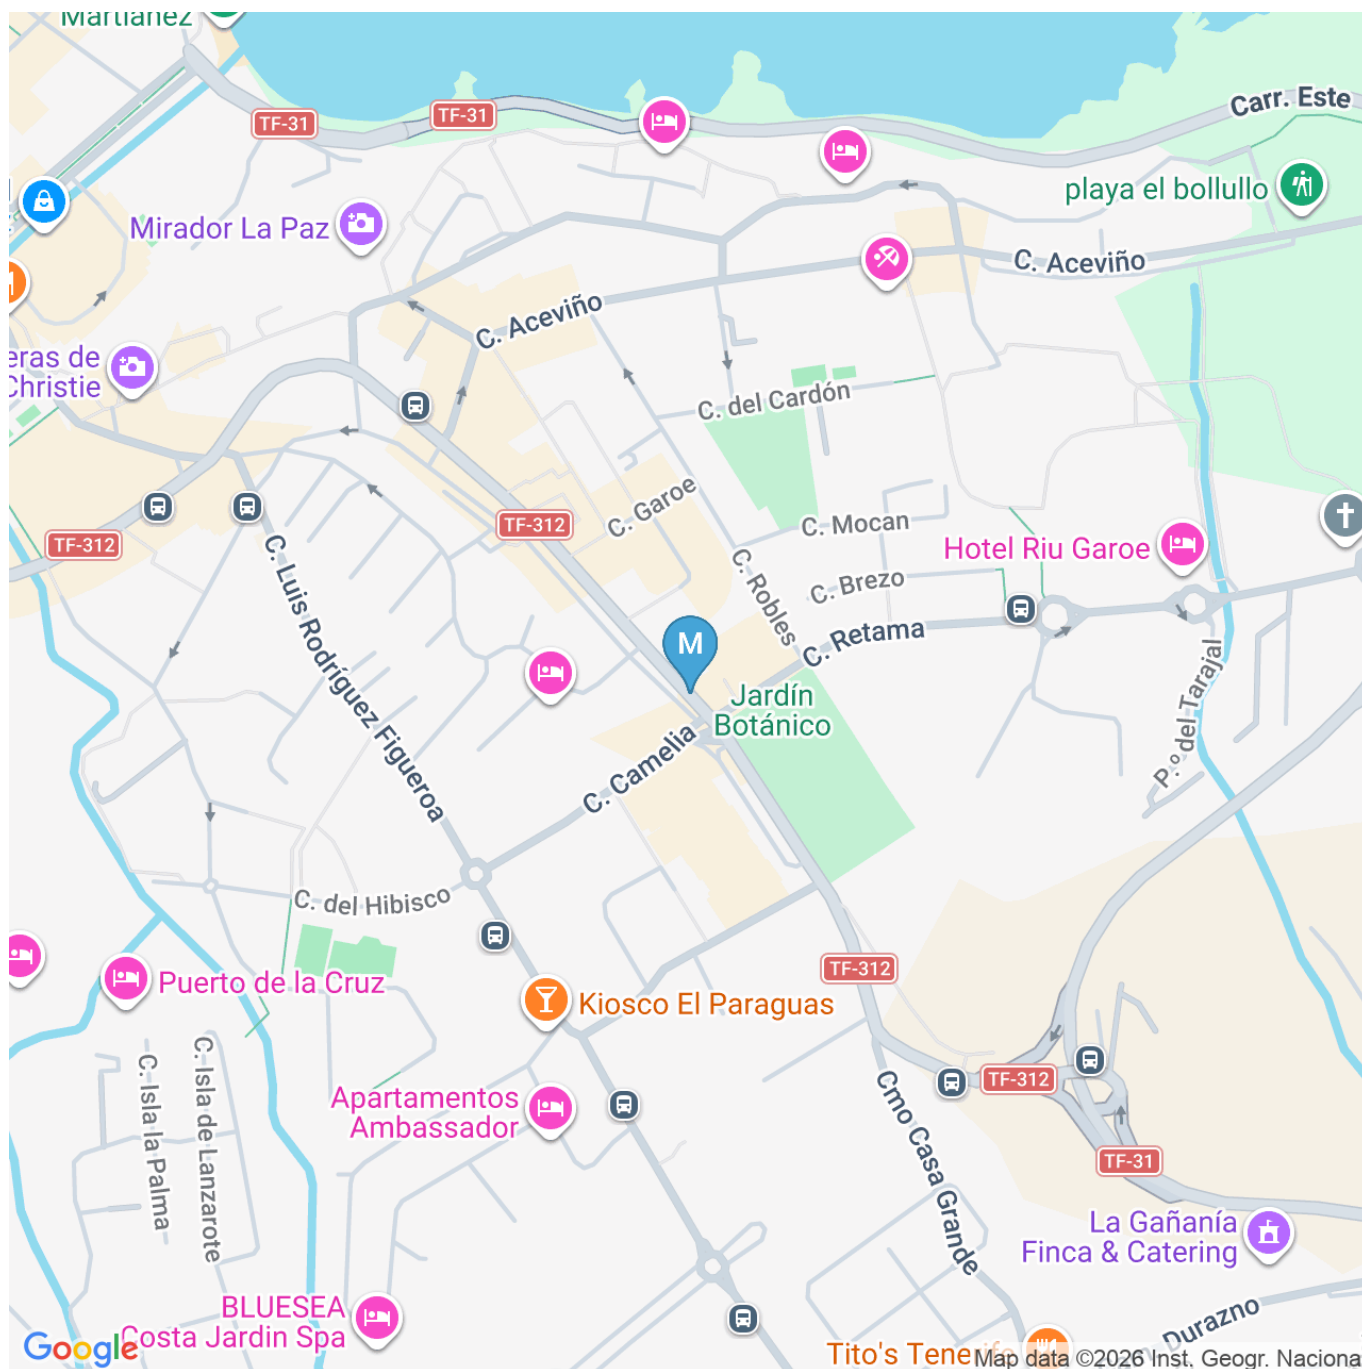 Martiánez
TF-31
TF-31
Carr. Este
playa el bollullo
Mirador La Paz
C. Aceviño
C. Aceviño
eras de
Christie
C. del Cardón
C. Garoe
TF-312
C. Mocan
TF-312
Hotel Riu Garoe
C. Robles
C. Brezo
C. Luis Rodríguez Figueroa
M
C. Retama
P.º del Tarajal
Jardín
Botánico
C. Camelia
C. del Hibisco
TF-312
Puerto de la Cruz
Kiosco El Paraguas
C. Isla la Palma
C. Isla de Lanzarote
TF-312
Apartamentos
Ambassador
Cmo Casa Grande
TF-31
La Gañanía
Finca & Catering
BLUESEA
Costa Jardin Spa
Durazno
Google
Tito's Tenerife
Map data ©2026 Inst. Geogr. Naciona